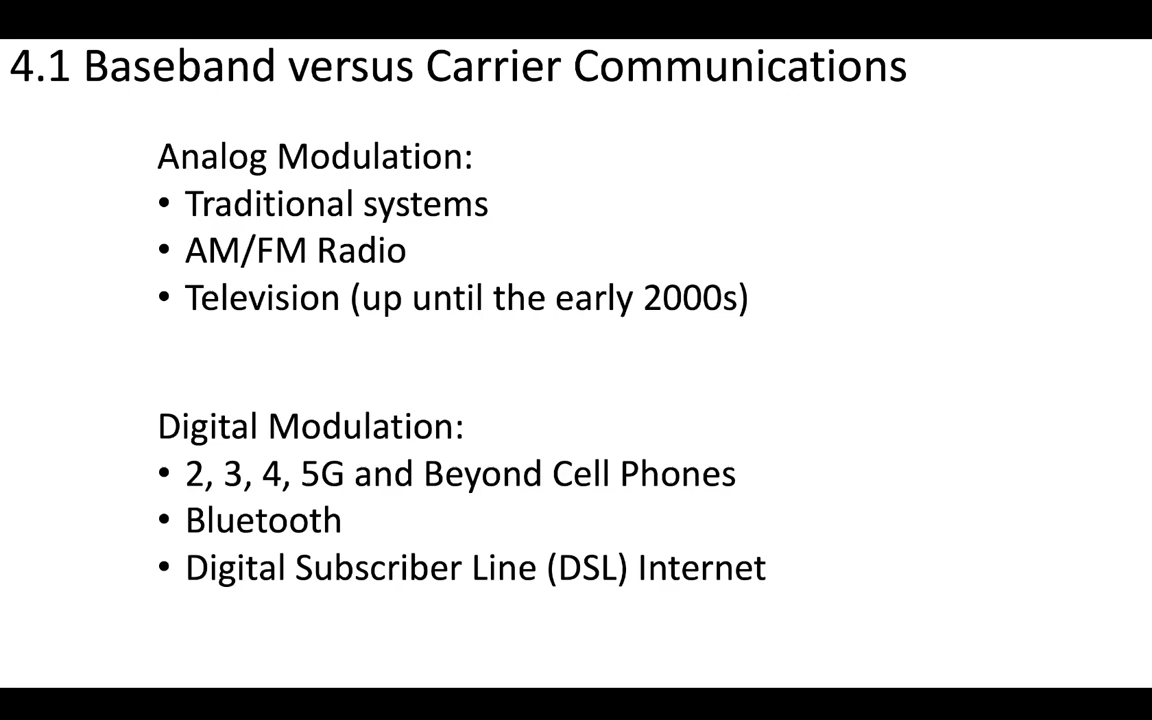 4.1 Baseband versus Carrier Communications
Analog Modulation:
• Traditional systems
• AM/FM Radio
• Television (up until the early 2000s)
Digital Modulation:
• 2, 3, 4, 5G and Beyond Cell Phones
• Bluetooth
• Digital Subscriber Line (DSL) Internet